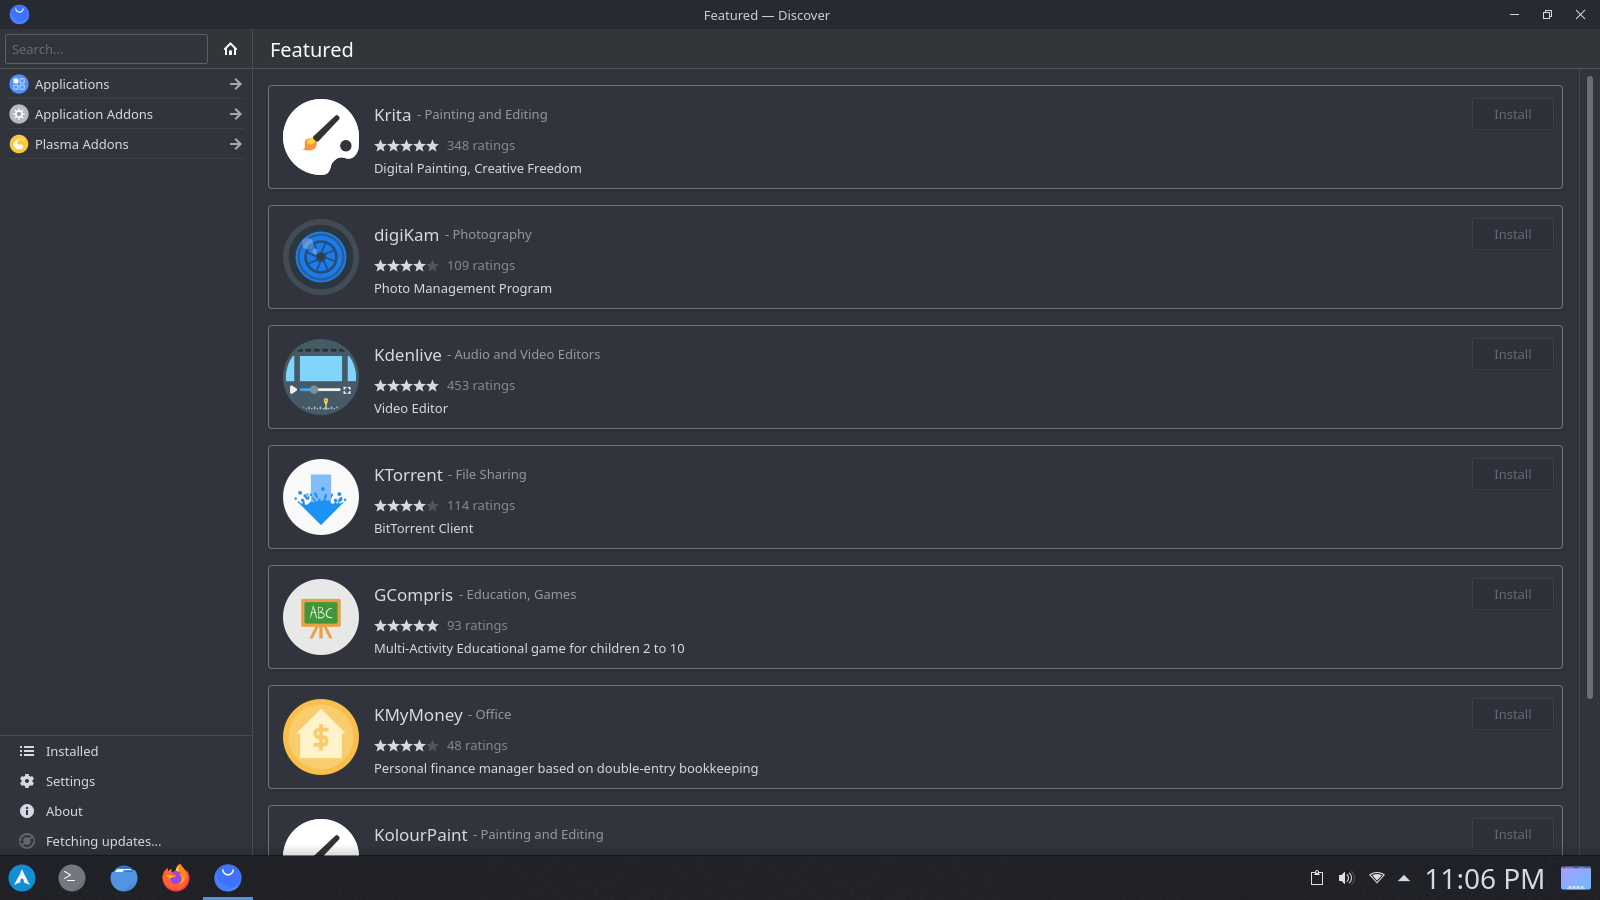 Featured — Discover
Search...
Featured
Applications
Application Addons
Plasma Addons
Krita - Painting and Editing
Install
348 ratings
Digital Painting, Creative Freedom
digiKam - Photography
Install
109 ratings
Photo Management Program
Kdenlive - Audio and Video Editors
Install
453 ratings
Video Editor
KTorrent - File Sharing
Install
114 ratings
BitTorrent Client
ABC
GCompris - Education, Games
Install
93 ratings
Multi-Activity Educational game for children 2 to 10
$
KMyMoney - Office
Install
48 ratings
Personal finance manager based on double-entry bookkeeping
KolourPaint - Painting and Editing
Install
Installed
Settings
About
Fetching updates...
11:06 PM